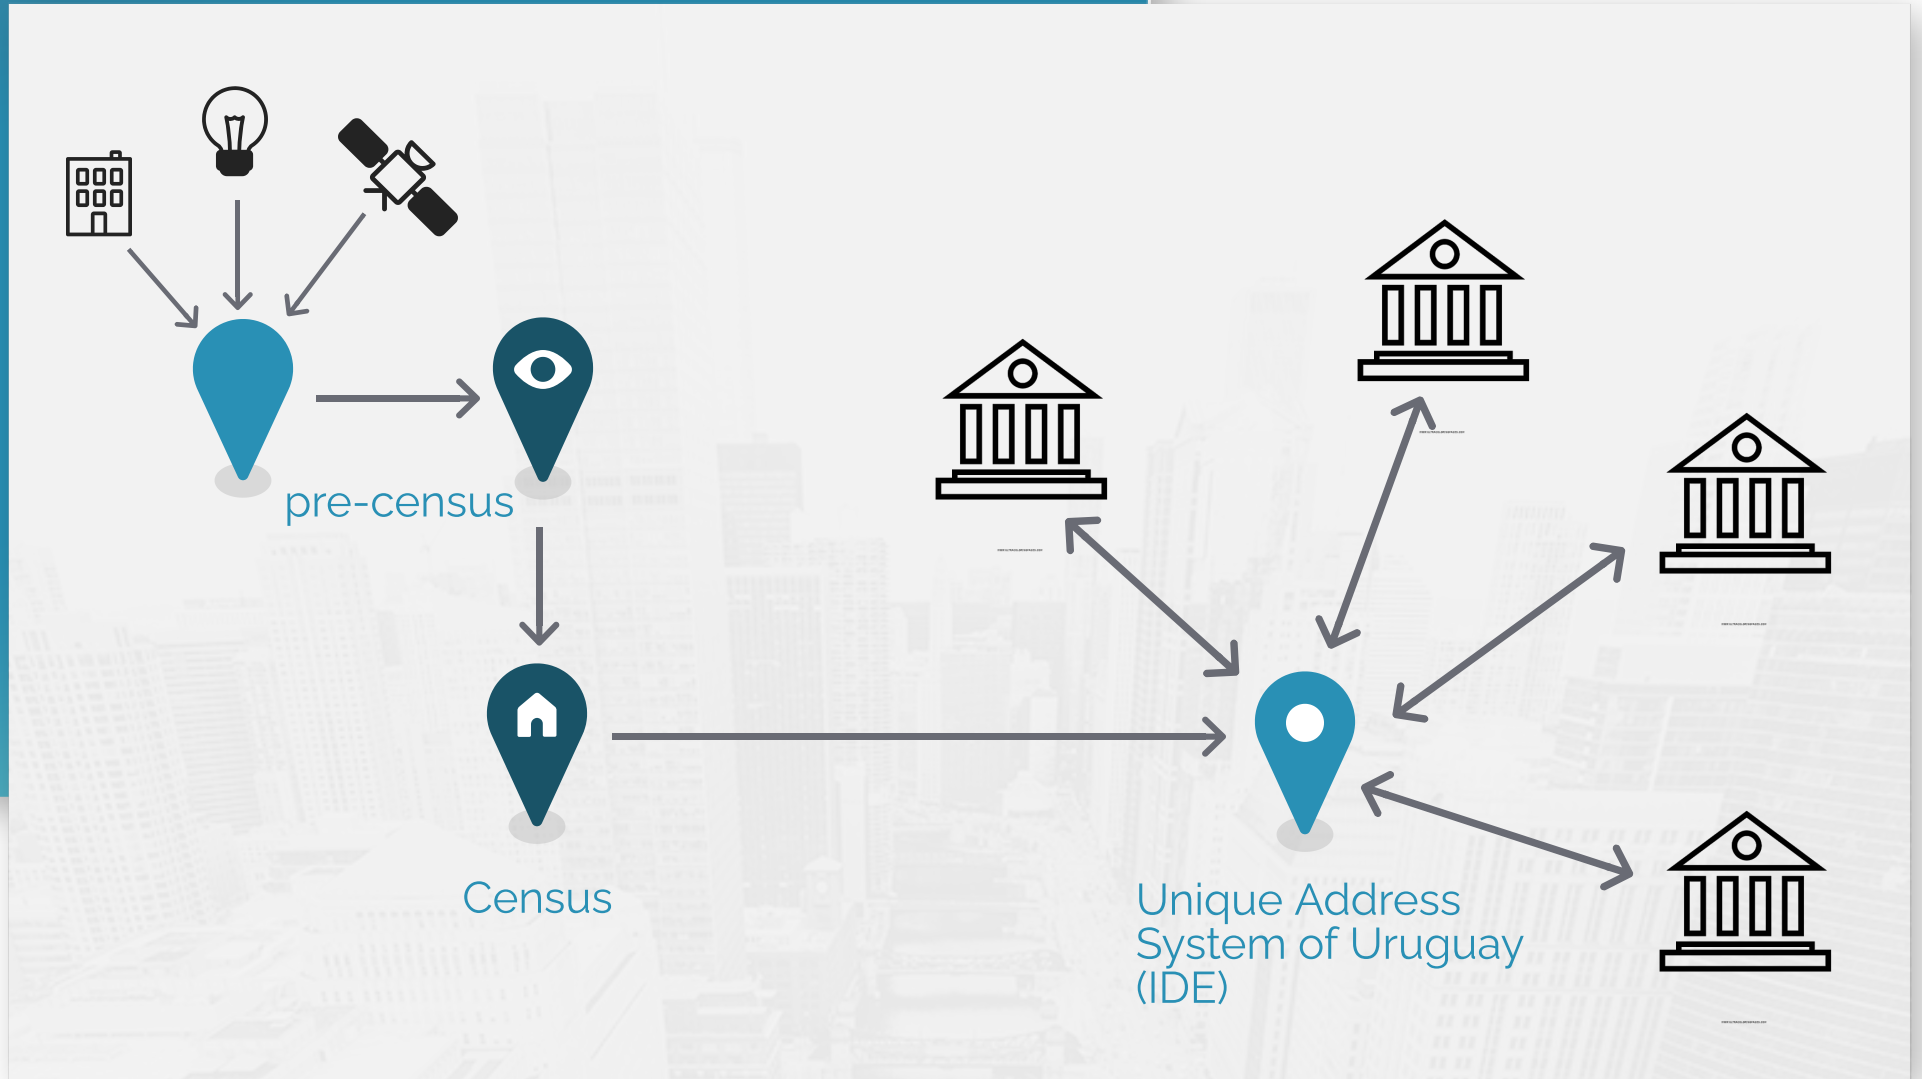 pre-census
Census
Unique Address
System of Uruguay
(IDE)